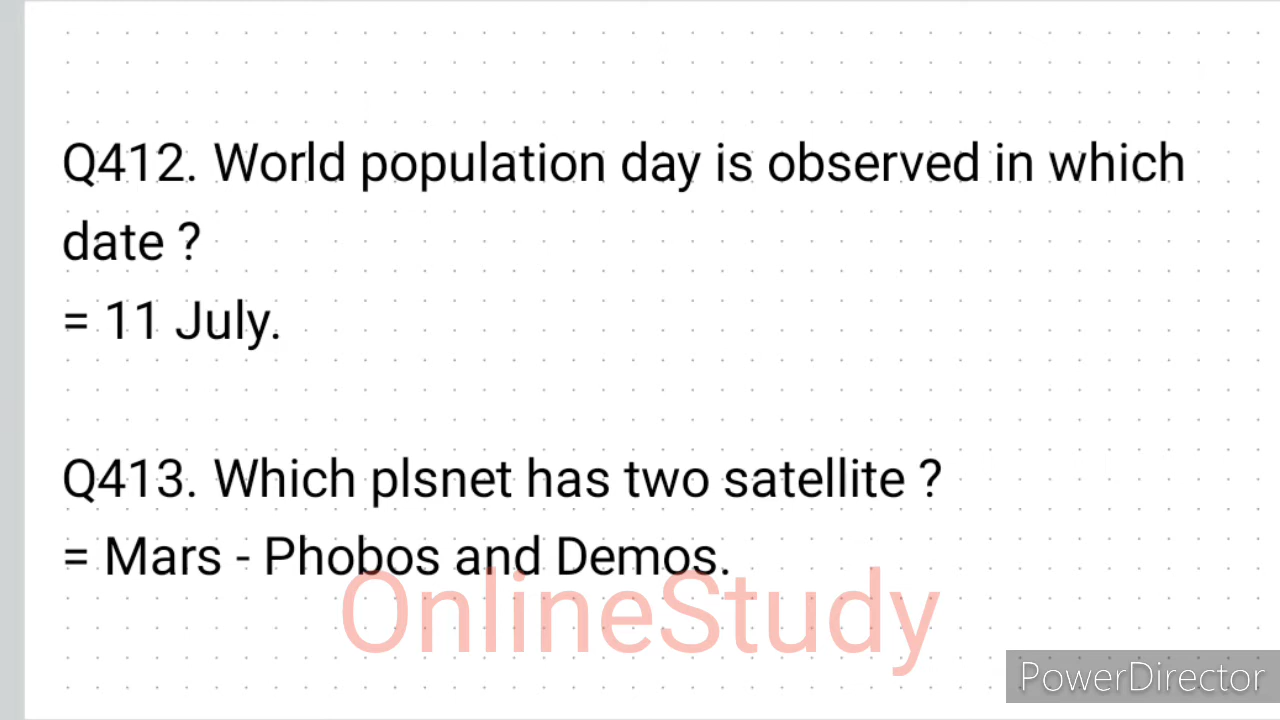 Q412. World population day is observed in which
date ?
= 11 July.
Q413. Which plsnet has two satellite ?
= Mars - Phobos and Demos.
OnlineStudy
PowerDirector